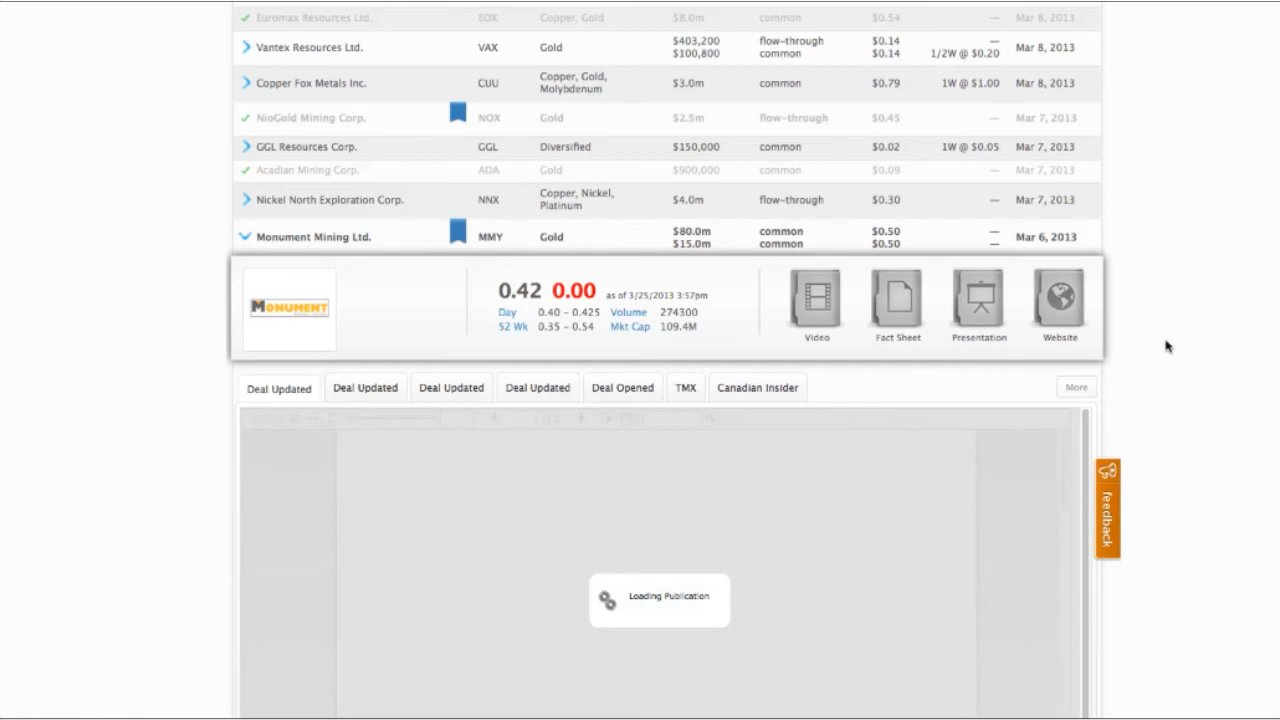 Euromax Resources Ltd. EOX Copper, Gold $8.0m common $0.54 — Mar 8, 2013
Vantex Resources Ltd. VAX Gold $403,200 flow-through $0.14 — Mar 8, 2013
$100,800 common $0.14 1/2W @ $0.20
Copper Fox Metals Inc. CUU Copper, Gold, $3.0m common $0.79 1W @ $1.00 Mar 8, 2013
Molybdenum
NioGold Mining Corp. NOX Gold $2.5m flow-through $0.45 — Mar 7, 2013
GGL Resources Corp. GGL Diversified $150,000 common $0.02 1W @ $0.05 Mar 7, 2013
Acadian Mining Corp. ADA Gold $900,000 common $0.09 — Mar 7, 2013
Nickel North Exploration Corp. NNX Copper, Nickel, $4.0m flow-through $0.30 — Mar 7, 2013
Platinum
Monument Mining Ltd. MMY Gold $80.0m common $0.50 — Mar 6, 2013
$15.0m common $0.50 —
MONUMENT
0.42 0.00 as of 3/25/2013 3:57pm
Day 0.40 – 0.425 Volume 274300
52 Wk 0.35 – 0.54 Mkt Cap 109.4M
Video Fact Sheet Presentation Website
Deal Updated Deal Updated Deal Updated Deal Updated Deal Opened TMX Canadian Insider More
feedback
Loading Publication